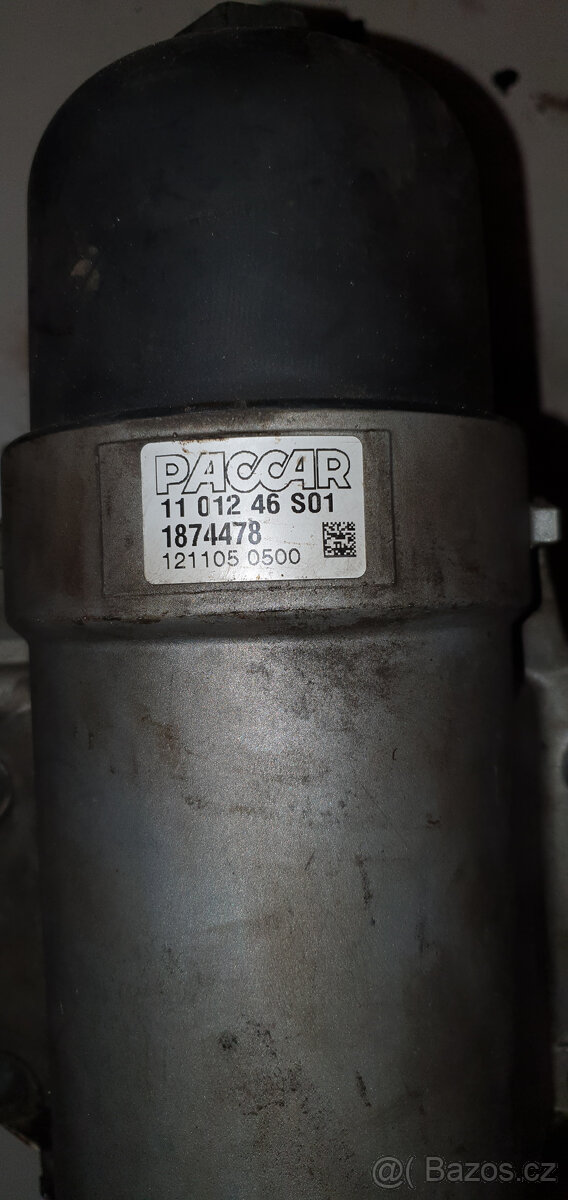 PACCAR
11 012 46 S01
1874478
121105 0500
@( Bazos.cz